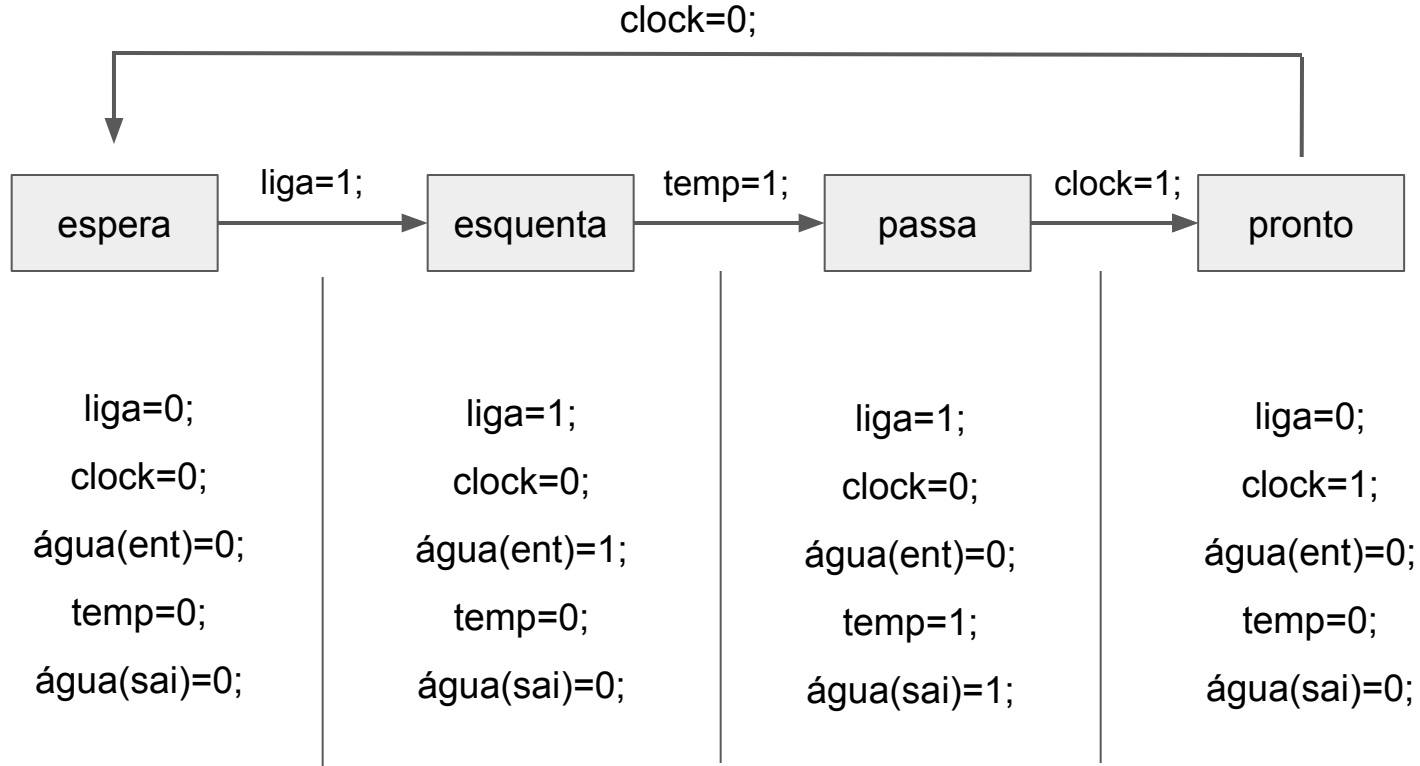 clock=0;
liga=1;
temp=1;
clock=1;
espera
esquenta
passa
pronto
liga=0;
clock=0;
água(ent)=0;
temp=0;
água(sai)=0;
liga=1;
clock=0;
água(ent)=1;
temp=0;
água(sai)=0;
liga=1;
clock=0;
água(ent)=0;
temp=1;
água(sai)=1;
liga=0;
clock=1;
água(ent)=0;
temp=0;
água(sai)=0;